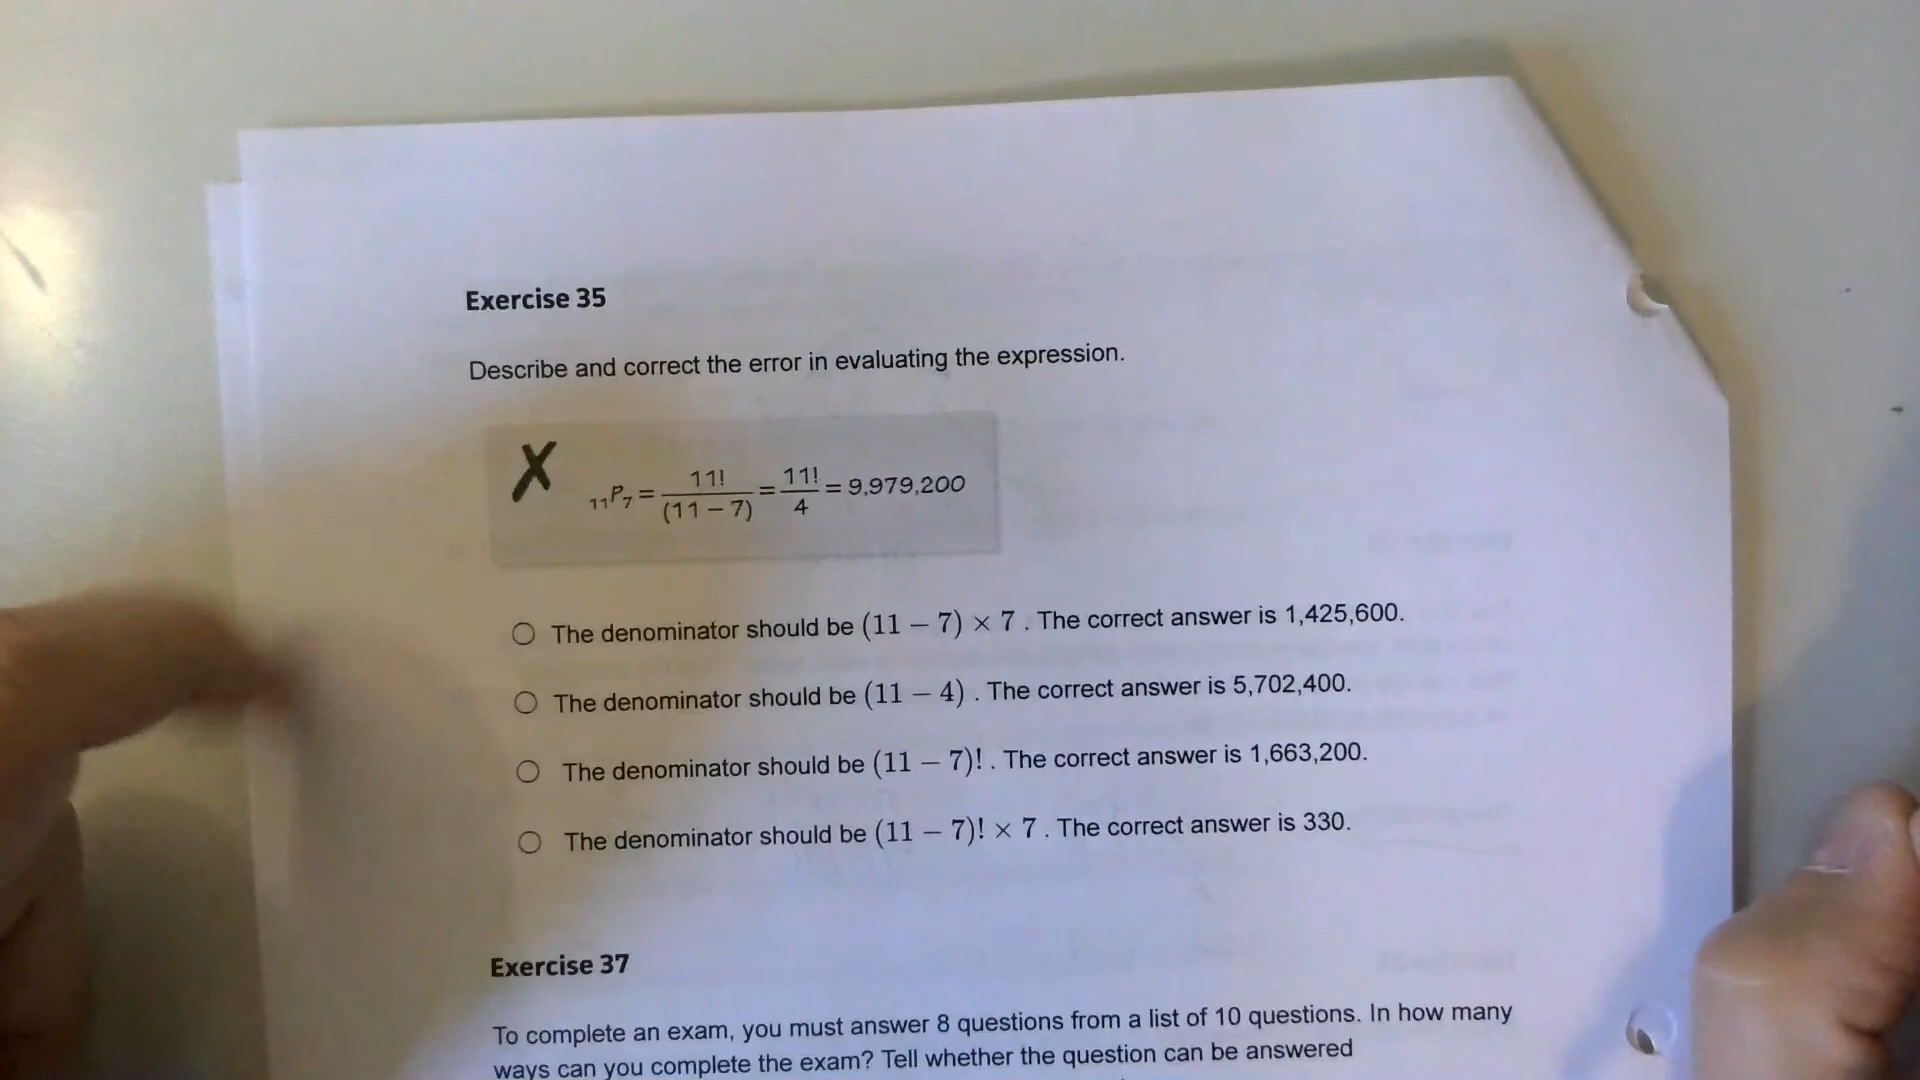 Exercise 35
Describe and correct the error in evaluating the expression.
X ₁₁P₇ = 11!/(11 − 7) = 11!/4 = 9,979,200
The denominator should be (11 − 7) × 7 . The correct answer is 1,425,600.
The denominator should be (11 − 4) . The correct answer is 5,702,400.
The denominator should be (11 − 7)! . The correct answer is 1,663,200.
The denominator should be (11 − 7)! × 7 . The correct answer is 330.
Exercise 37
To complete an exam, you must answer 8 questions from a list of 10 questions. In how many
ways can you complete the exam? Tell whether the question can be answered